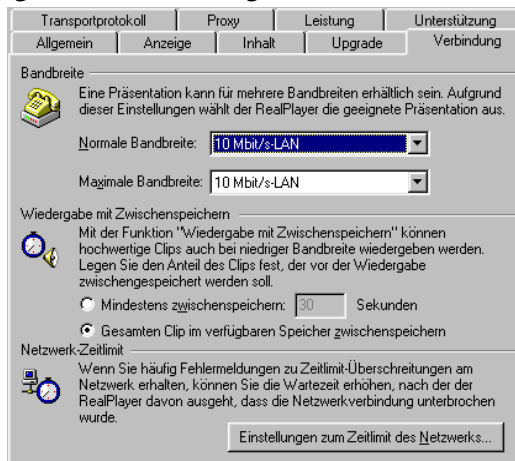 Transportprotokoll Proxy Leistung Unterstützung
Allgemein Anzeige Inhalt Upgrade Verbindung
Bandbreite
Eine Präsentation kann für mehrere Bandbreiten erhältlich sein. Aufgrund
dieser Einstellungen wählt der RealPlayer die geeignete Präsentation aus.
Normale Bandbreite: 10 Mbit/s-LAN
Maximale Bandbreite: 10 Mbit/s-LAN
Wiedergabe mit Zwischenspeichern
Mit der Funktion "Wiedergabe mit Zwischenspeichern" können
hochwertige Clips auch bei niedriger Bandbreite wiedergeben werden.
Legen Sie den Anteil des Clips fest, der vor der Wiedergabe
zwischengespeichert werden soll.
Mindestens zwischenspeichern: 30 Sekunden
Gesamten Clip im verfügbaren Speicher zwischenspeichern
Netzwerk-Zeitlimit
Wenn Sie häufig Fehlermeldungen zu Zeitlimit-Überschreitungen am
Netzwerk erhalten, können Sie die Wartezeit erhöhen, nach der der
RealPlayer davon ausgeht, dass die Netzwerkverbindung unterbrochen
wurde.
Einstellungen zum Zeitlimit des Netzwerks...